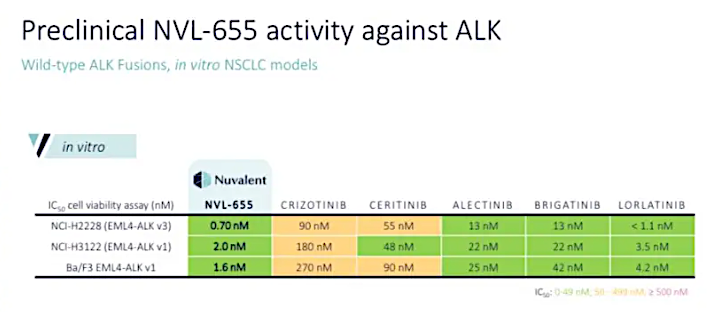 Preclinical NVL-655 activity against ALK
Wild-type ALK Fusions, in vitro NSCLC models
in vitro
Nuvalent
IC50 cell viability assay (nM) NVL-655 CRIZOTINIB CERITINIB ALECTINIB BRIGATINIB LORLATINIB
NCI-H2228 (EML4-ALK v3) 0.70 nM 90 nM 55 nM 13 nM 13 nM < 1.1 nM
NCI-H3122 (EML4-ALK v1) 2.0 nM 180 nM 48 nM 22 nM 22 nM 3.5 nM
Ba/F3 EML4-ALK v1 1.6 nM 270 nM 90 nM 25 nM 42 nM 4.2 nM
IC50: 0-49 nM; 50 - 499 nM; ≥ 500 nM